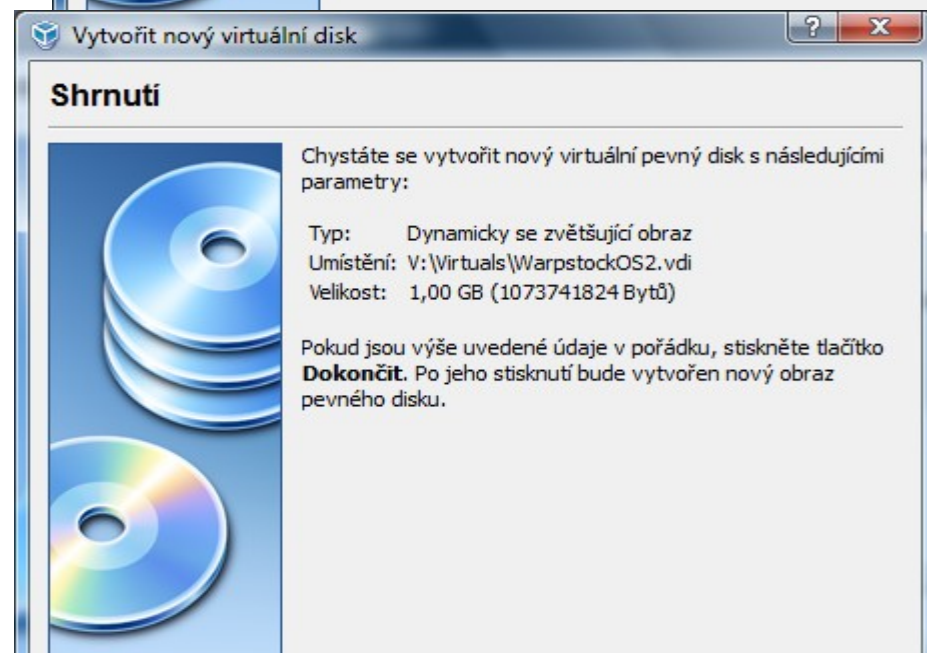 Vytvořit nový virtuální disk
Shrnutí
Chystáte se vytvořit nový virtuální pevný disk s následujícími
parametry:
Typ: Dynamicky se zvětšující obraz
Umístění: V:\Virtuals\WarpstockOS2.vdi
Velikost: 1,00 GB (1073741824 Bytů)
Pokud jsou výše uvedené údaje v pořádku, stiskněte tlačítko
Dokončit. Po jeho stisknutí bude vytvořen nový obraz
pevného disku.